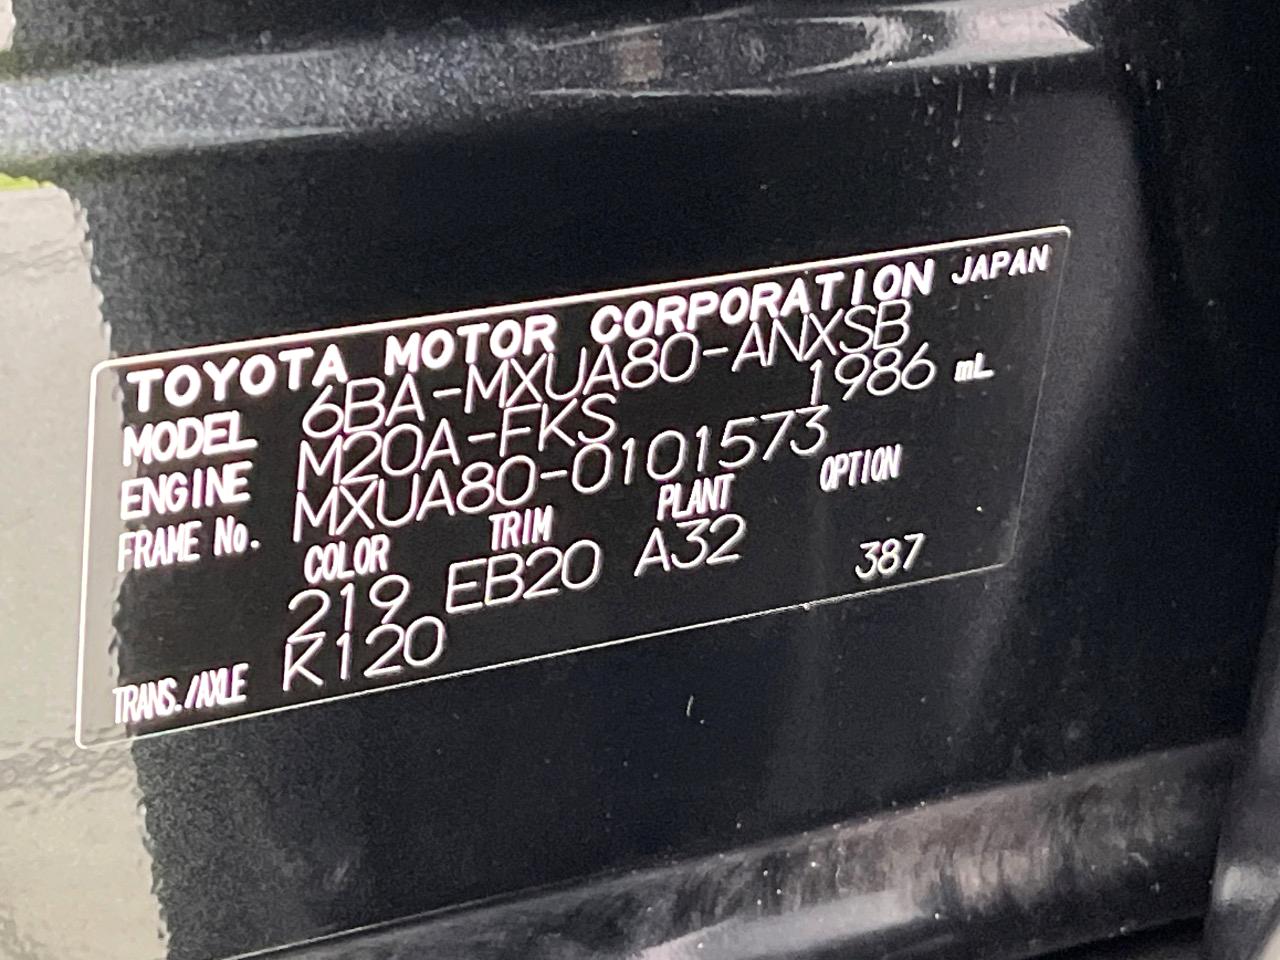 TOYOTA MOTOR CORPORATION JAPAN
MODEL 6BA-MXUA80-ANXSB
ENGINE M20A-FKS 1986 mL
FRAME No. MXUA80-0101573
COLOR TRIM PLANT OPTION
219 EB20 A32 387
TRANS./AXLE K120